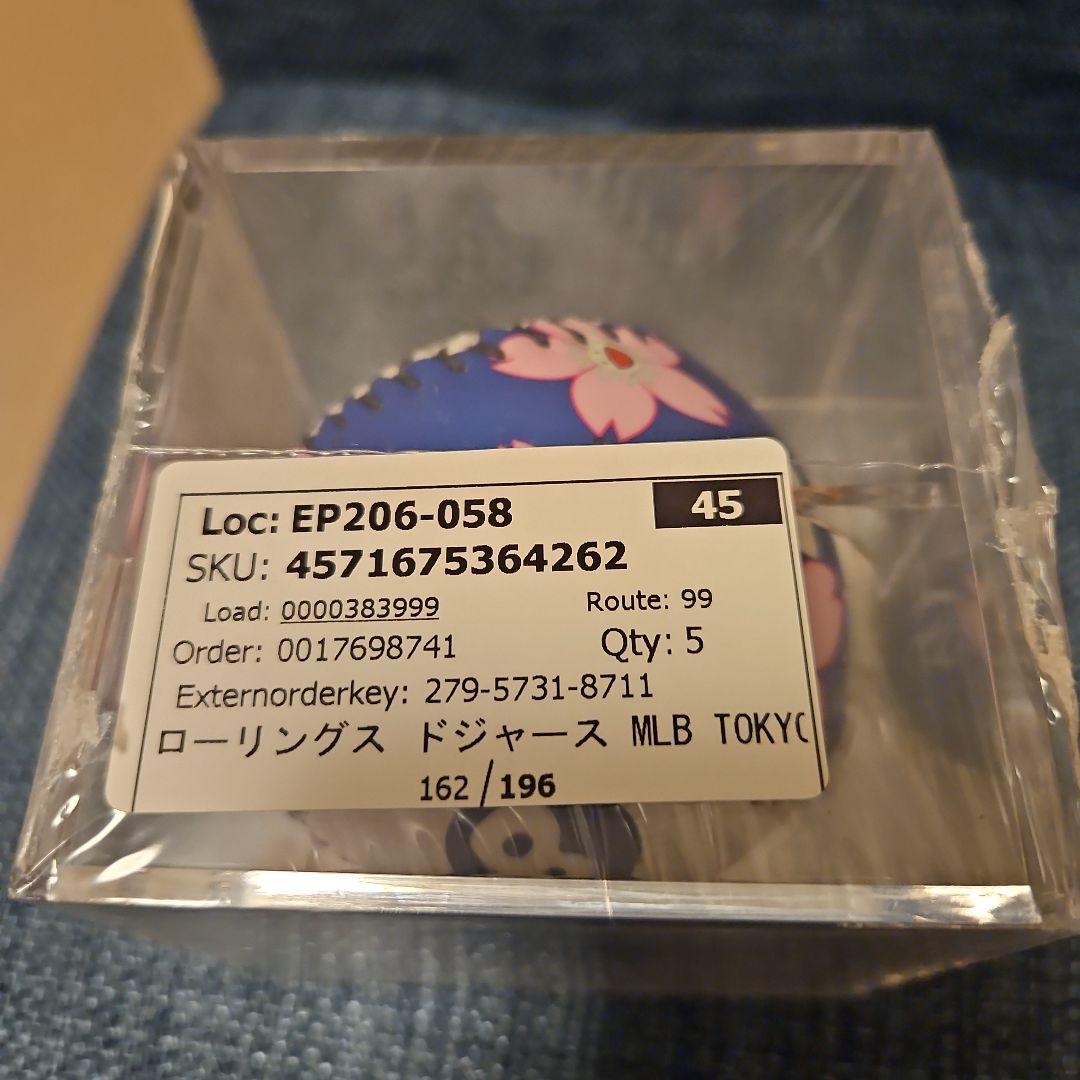 Loc: EP206-058
45
SKU: 4571675364262
Load: 0000383999
Route: 99
Order: 0017698741
Qty: 5
Externorderkey: 279-5731-8711
ローリングス ドジャース MLB TOKYO
162/196